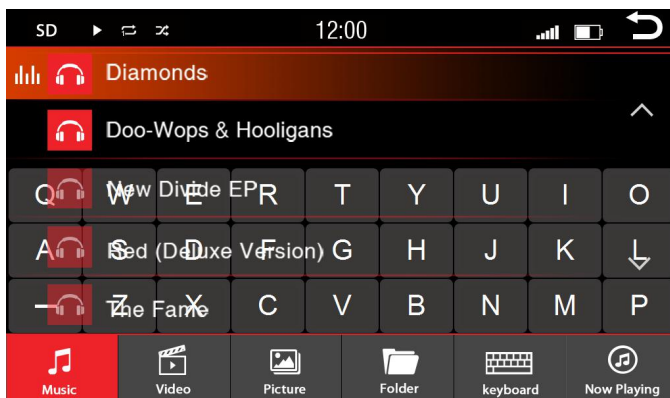 SD 12:00
Diamonds
Doo-Wops & Hooligans
New Divide EP
Q W E R T Y U I O
Red (Deluxe Version)
A S D F G H J K L
The Fame
— Z X C V B N M P
Music Video Picture Folder keyboard Now Playing